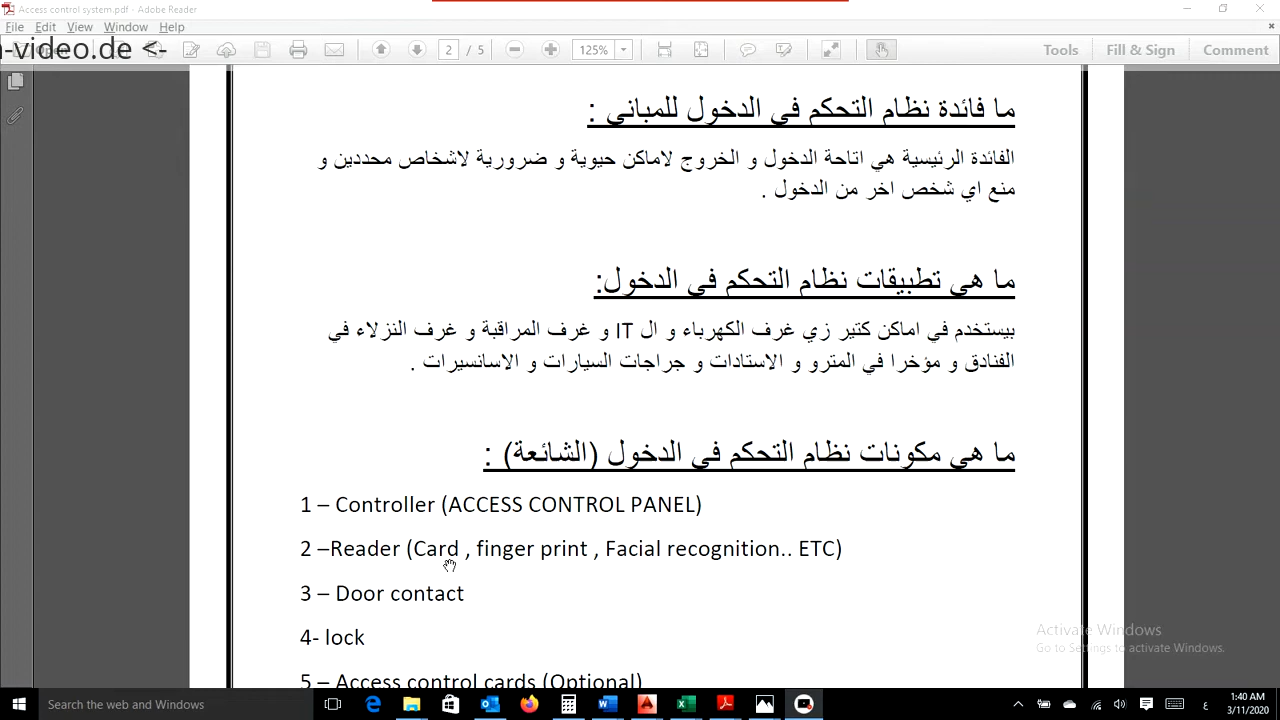 Access control system.pdf - Adobe Reader
File Edit View Window Help
-video.de <-
2 / 5
125%
Tools Fill & Sign Comment
ما فائدة نظام التحكم في الدخول للمباني :
الفائدة الرئيسية هي اتاحة الدخول و الخروج لاماكن حيوية و ضرورية لاشخاص محددين و
منع اي شخص اخر من الدخول .
ما هي تطبيقات نظام التحكم في الدخول:
بيستخدم في اماكن كتير زي غرف الكهرباء و ال IT و غرف المراقبة و غرف النزلاء في
الفنادق و مؤخرا في المترو و الاستادات و جراجات السيارات و الاسانسيرات .
ما هي مكونات نظام التحكم في الدخول (الشائعة) :
1 – Controller (ACCESS CONTROL PANEL)
2 –Reader (Card , finger print , Facial recognition.. ETC)
3 – Door contact
4- lock
5 – Access control cards (Optional)
Activate Windows
Go to Settings to activate Windows.
Search the web and Windows
ع
1:40 AM
3/11/2020